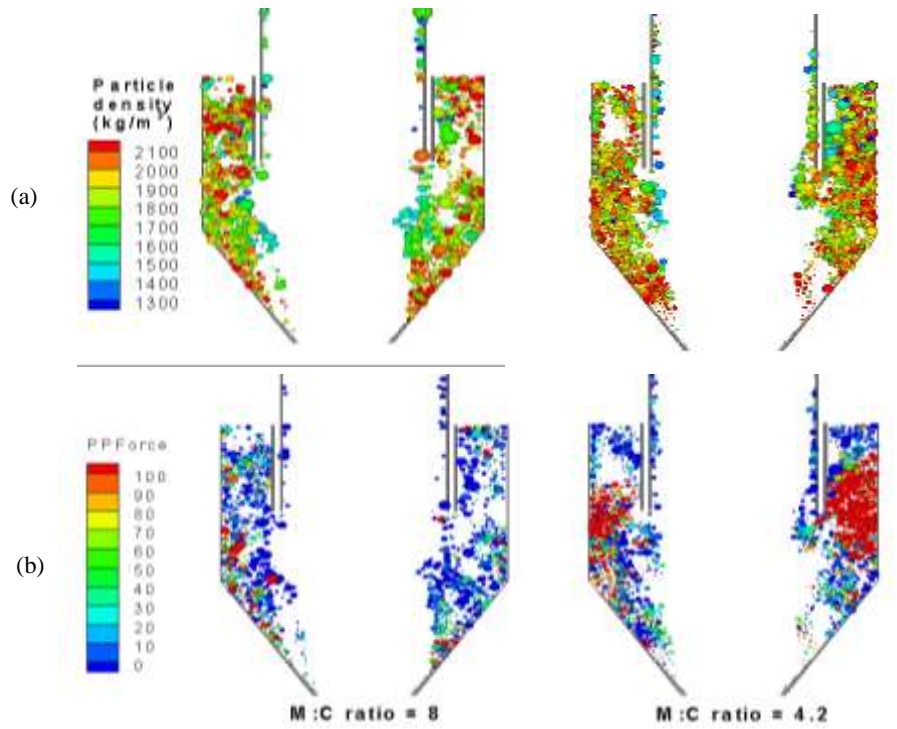 Particle
density
(kg/m³)
2100
2000
1900
1800
1700
1600
1500
1400
1300
(a)
PPForce
100
90
80
70
60
50
40
30
20
10
0
(b)
M:C ratio = 8
M:C ratio = 4.2